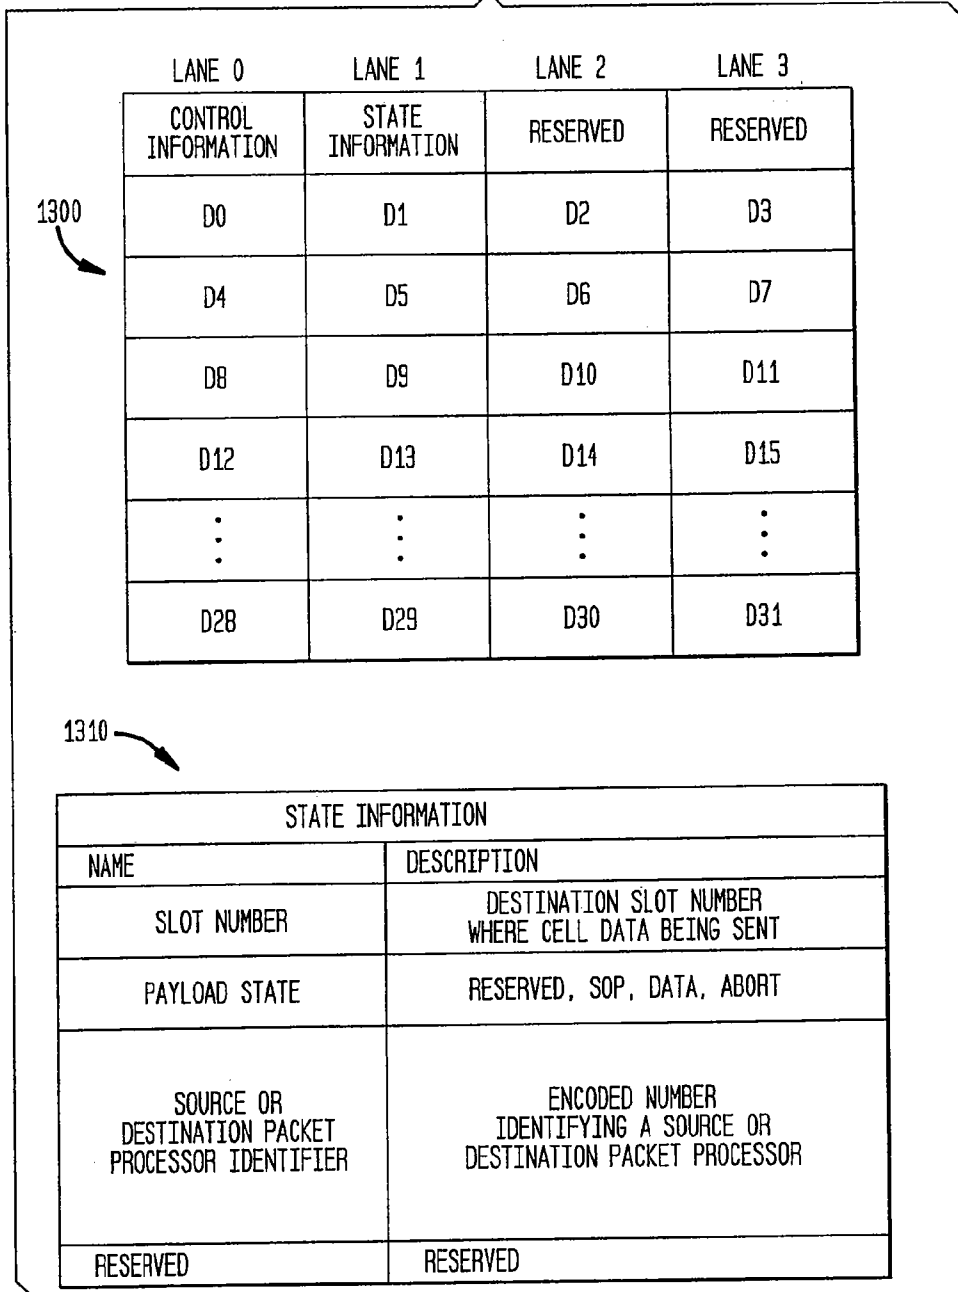 LANE 0 LANE 1 LANE 2 LANE 3
CONTROL INFORMATION STATE INFORMATION RESERVED RESERVED
1300
D0 D1 D2 D3
D4 D5 D6 D7
D8 D9 D10 D11
D12 D13 D14 D15
D28 D29 D30 D31
1310
STATE INFORMATION
NAME DESCRIPTION
SLOT NUMBER
DESTINATION SLOT NUMBER
WHERE CELL DATA BEING SENT
PAYLOAD STATE RESERVED, SOP, DATA, ABORT
SOURCE OR
DESTINATION PACKET
PROCESSOR IDENTIFIER
ENCODED NUMBER
IDENTIFYING A SOURCE OR
DESTINATION PACKET PROCESSOR
RESERVED RESERVED